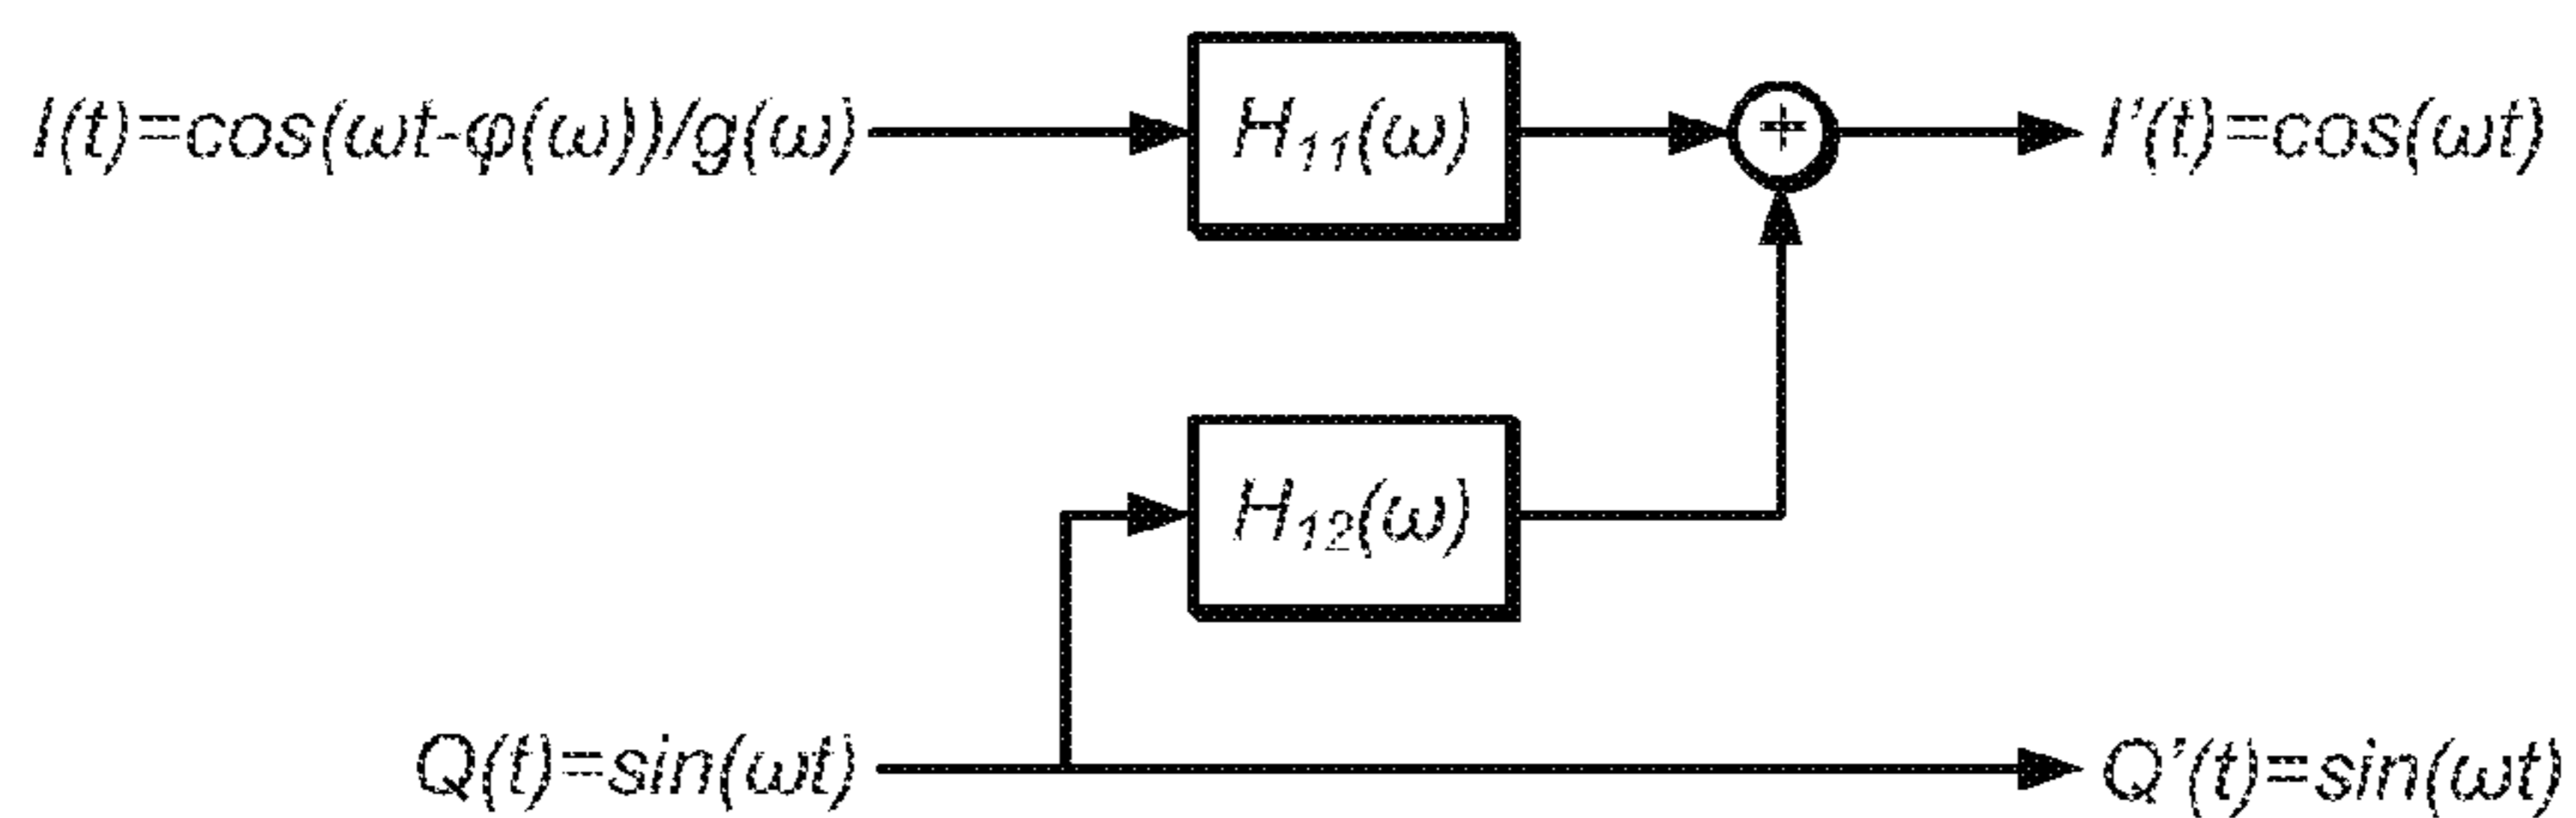 I(t)=cos(ωt-φ(ω))/g(ω)
H₁₁(ω)
+
I'(t)=cos(ωt)
H₁₂(ω)
Q(t)=sin(ωt)
Q'(t)=sin(ωt)